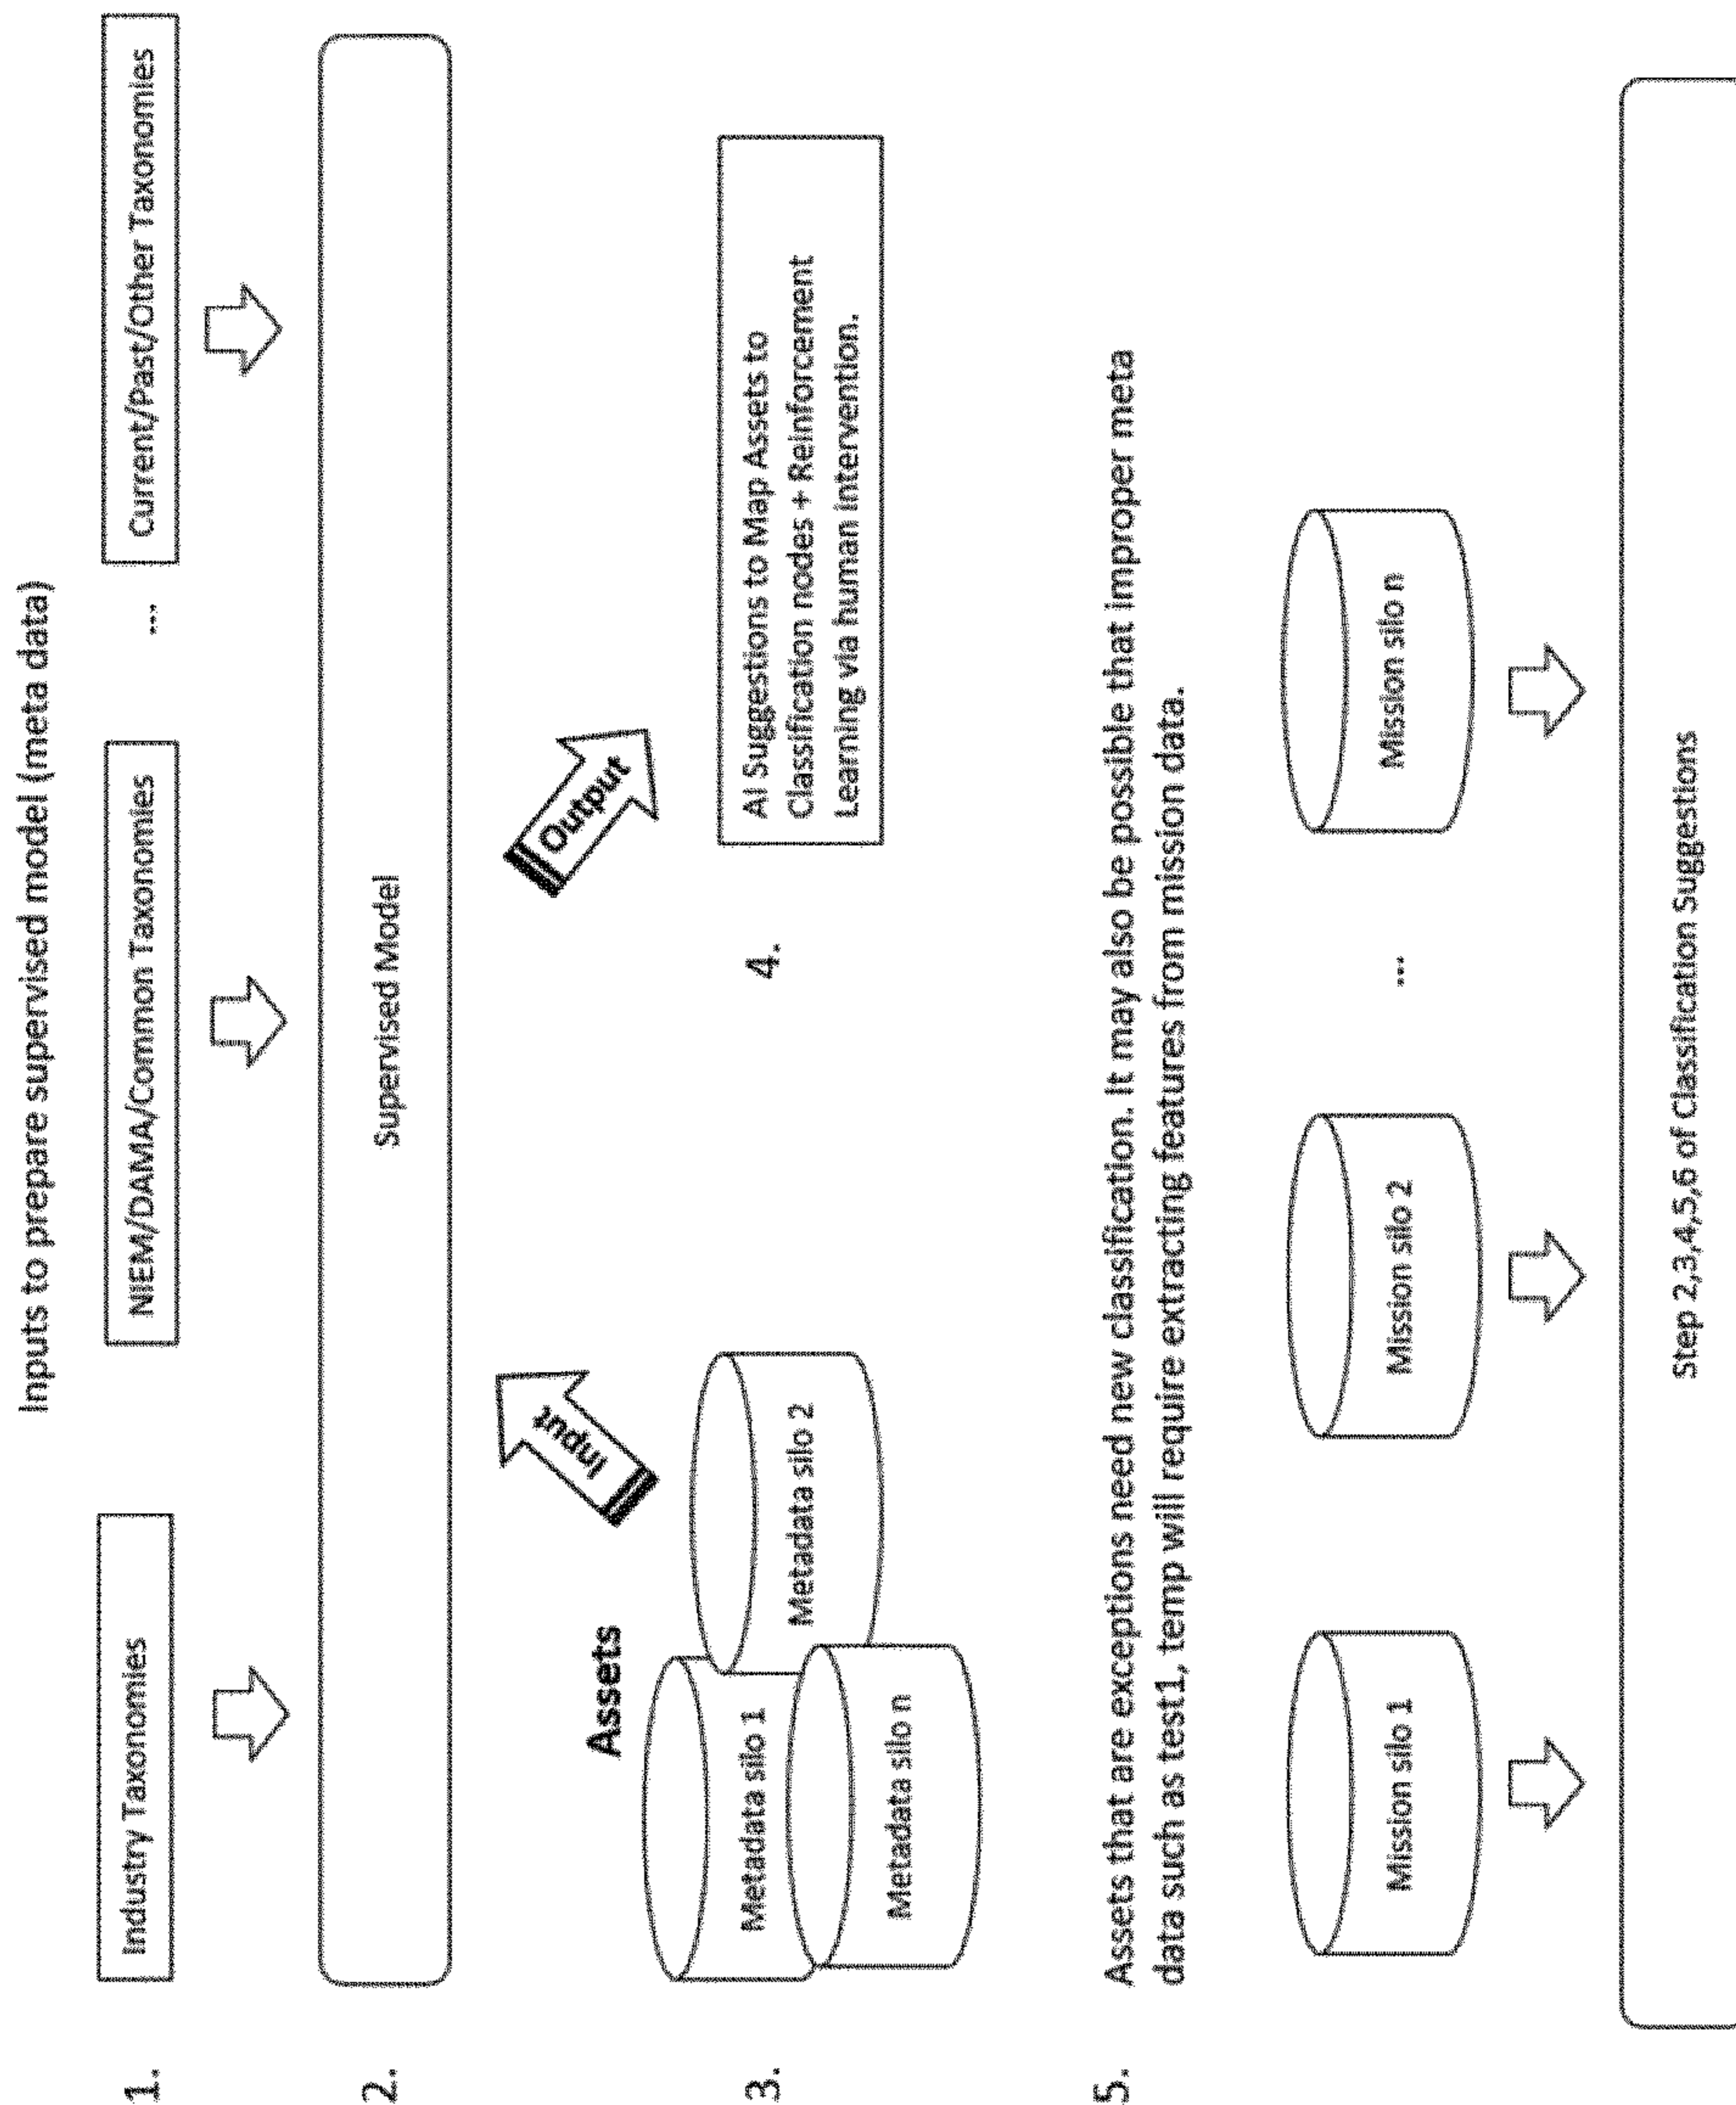 Inputs to prepare supervised model (meta data)
1.
Industry Taxonomies
NIEM/DAMA/Common Taxonomies
...
Current/Past/Other Taxonomies
2.
Supervised Model
Input
Output
3.
Assets
Metadata silo 1
Metadata silo 2
Metadata silo n
4.
AI Suggestions to Map Assets to
Classification nodes + Reinforcement
Learning via human intervention.
5.
Assets that are exceptions need new classification. It may also be possible that improper meta
data such as test1, temp will require extracting features from mission data.
Mission silo 1
Mission silo 2
...
Mission silo n
Step 2,3,4,5,6 of Classification Suggestions